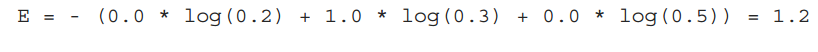 E = - (0.0 * log(0.2) + 1.0 * log(0.3) + 0.0 * log(0.5)) = 1.2